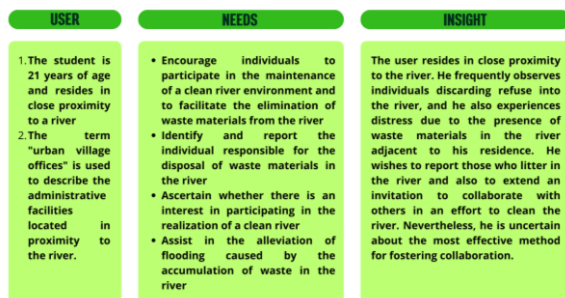 USER
1. The student is
21 years of age
and resides in
close proximity
to a river
2. The term
"urban village
offices" is used
to describe the
administrative
facilities
located in
proximity to
the river.
NEEDS
• Encourage individuals to
participate in the maintenance
of a clean river environment and
to facilitate the elimination of
waste materials from the river
• Identify and report the
individual responsible for the
disposal of waste materials in
the river
• Ascertain whether there is an
interest in participating in the
realization of a clean river
• Assist in the alleviation of
flooding caused by the
accumulation of waste in the
river
INSIGHT
The user resides in close proximity
to the river. He frequently observes
individuals discarding refuse into
the river, and he also experiences
distress due to the presence of
waste materials in the river
adjacent to his residence. He
wishes to report those who litter in
the river and also to extend an
invitation to collaborate with
others in an effort to clean the
river. Nevertheless, he is uncertain
about the most effective method
for fostering collaboration.